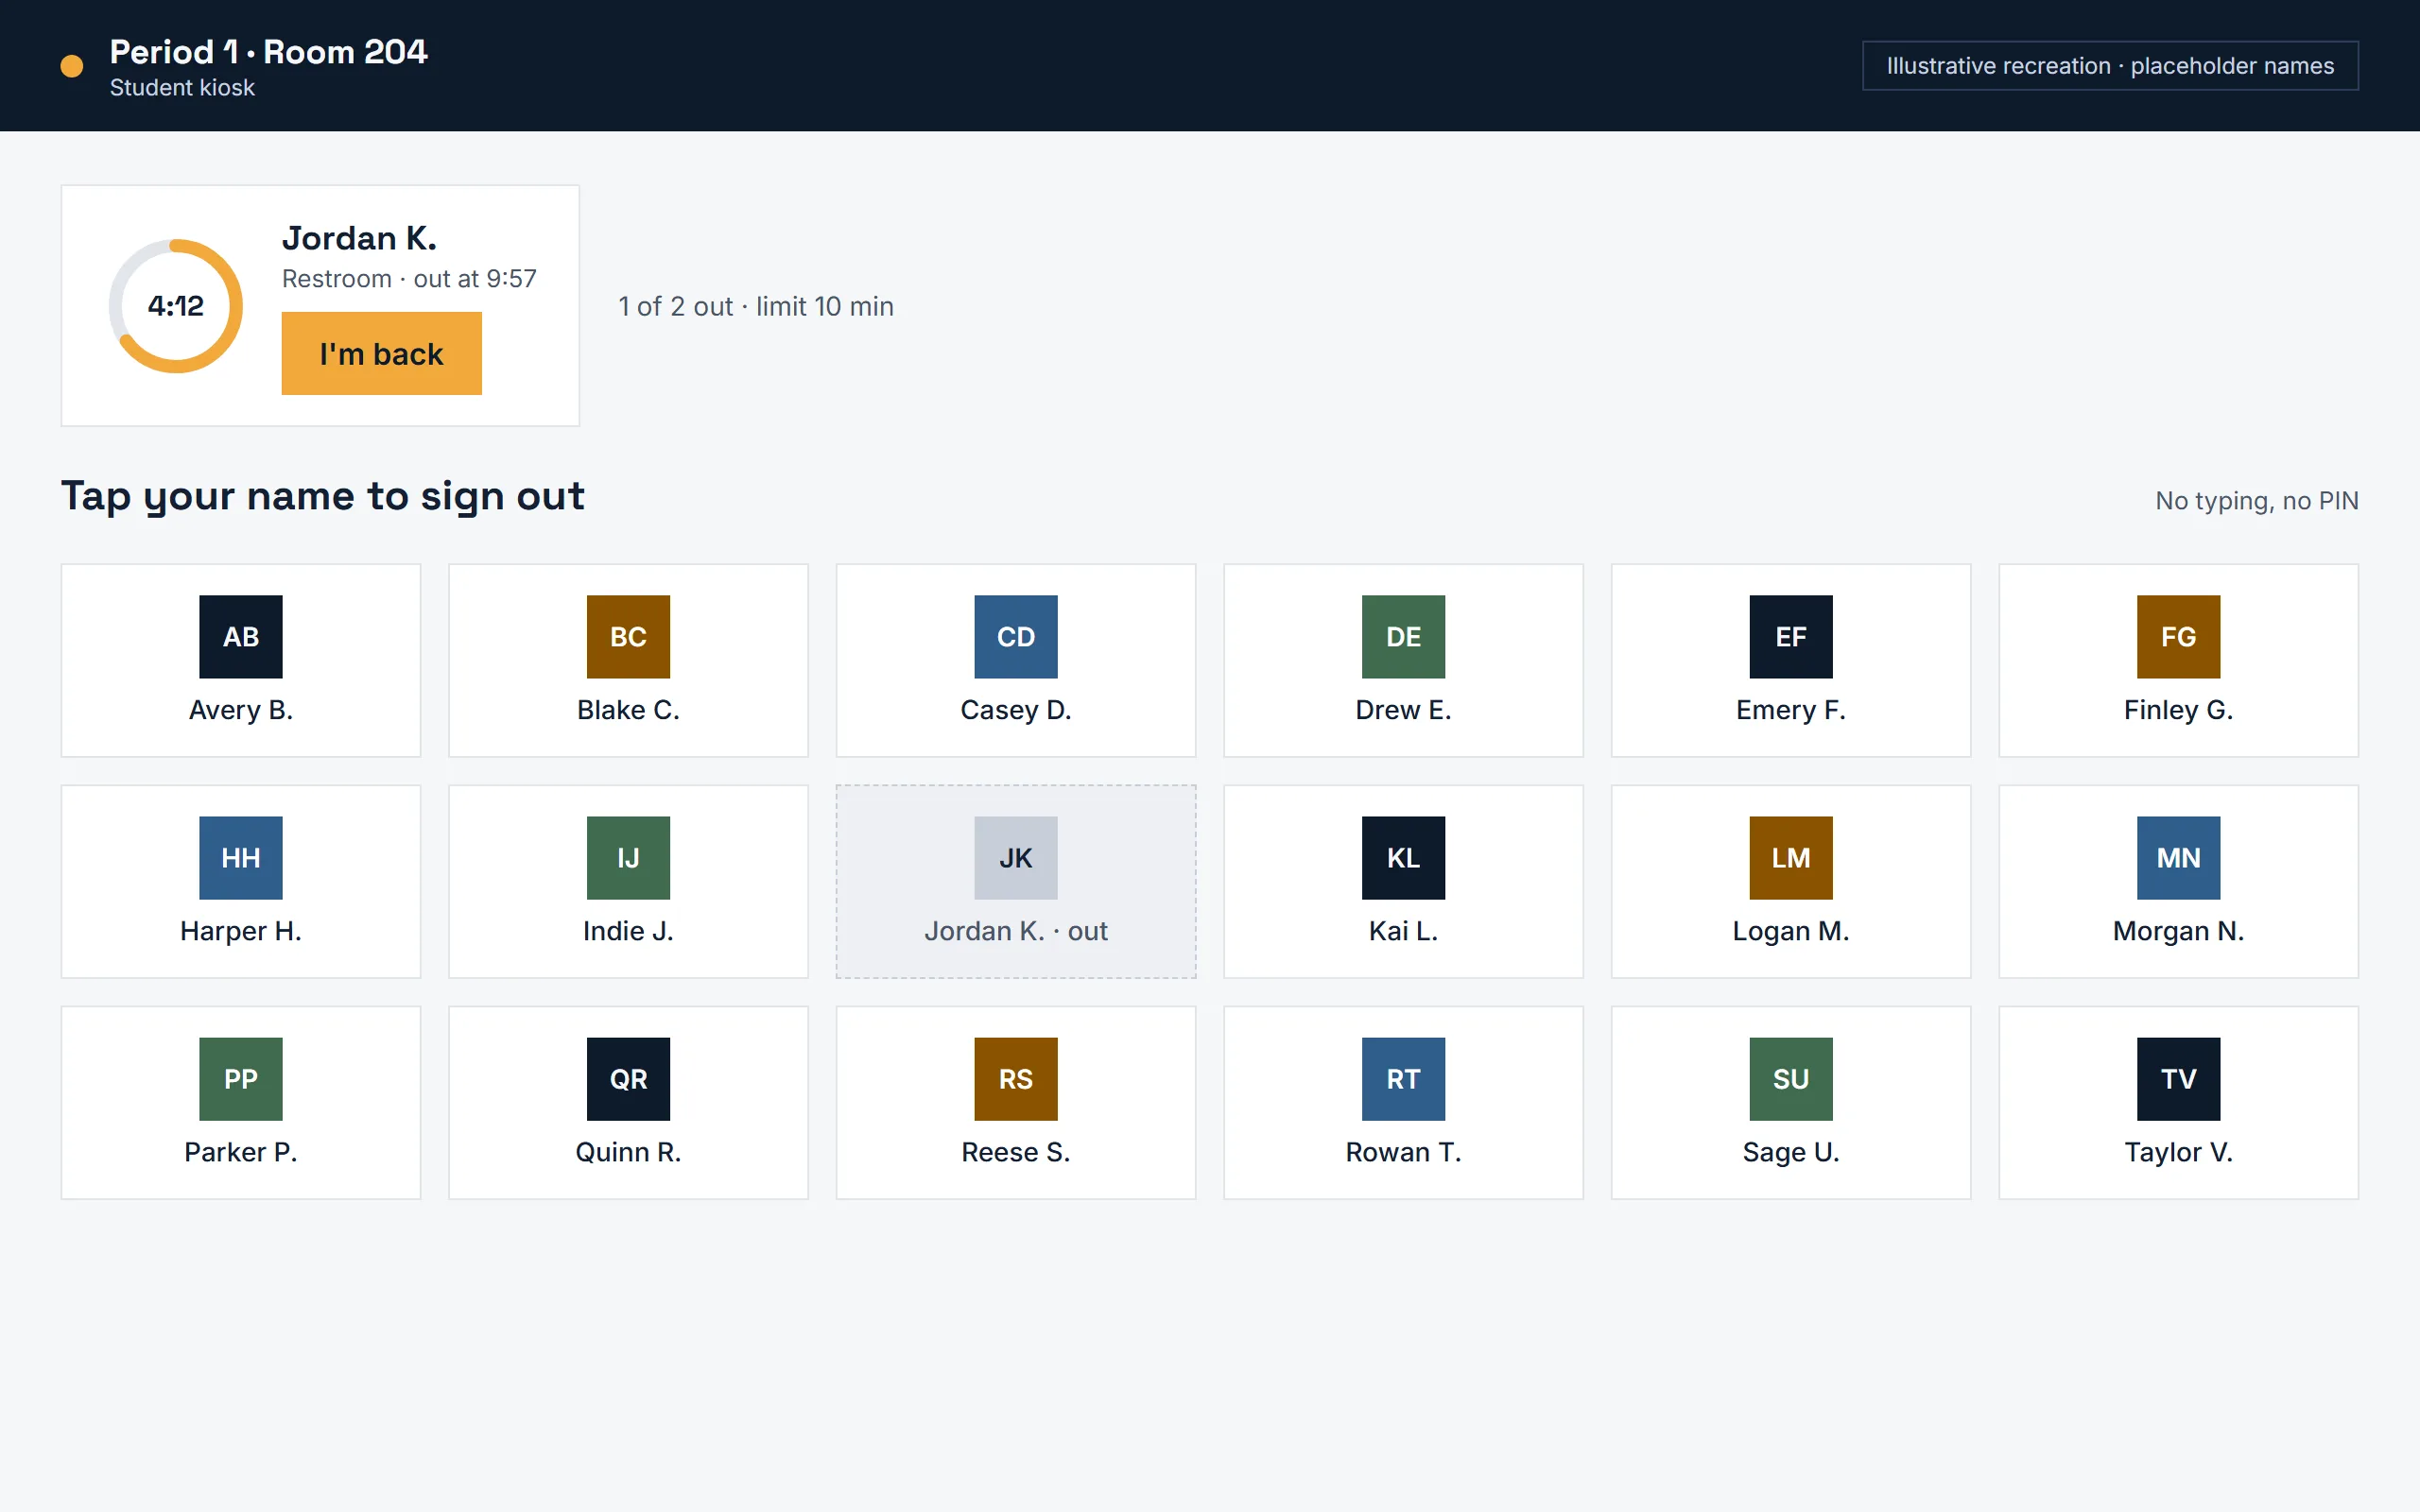 Period 1 · Room 204
Student kiosk
Illustrative recreation · placeholder names
4:12
Jordan K.
Restroom · out at 9:57
I'm back
1 of 2 out · limit 10 min
Tap your name to sign out
No typing, no PIN
AB
Avery B.
BC
Blake C.
CD
Casey D.
DE
Drew E.
EF
Emery F.
FG
Finley G.
HH
Harper H.
IJ
Indie J.
JK
Jordan K. · out
KL
Kai L.
LM
Logan M.
MN
Morgan N.
PP
Parker P.
QR
Quinn R.
RS
Reese S.
RT
Rowan T.
SU
Sage U.
TV
Taylor V.